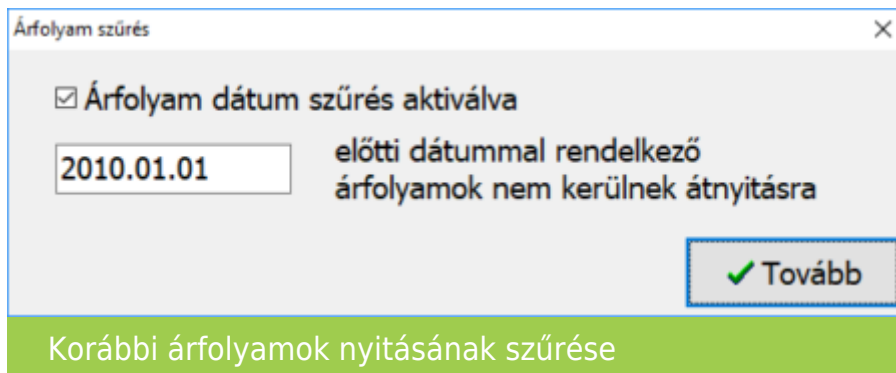 Árfolyam szűrés
Árfolyam dátum szűrés aktiválva
2010.01.01
előtti dátummal rendelkező
árfolyamok nem kerülnek átnyitásra
Tovább
Korábbi árfolyamok nyitásának szűrése